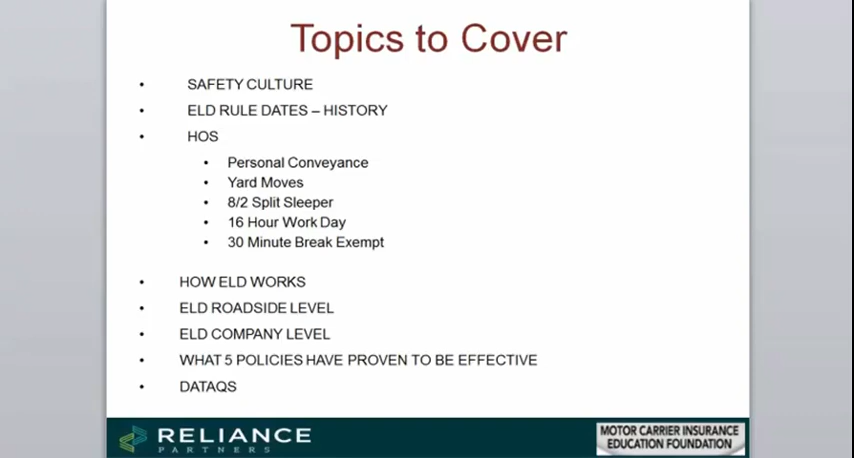 Topics to Cover
• SAFETY CULTURE
• ELD RULE DATES – HISTORY
• HOS
• Personal Conveyance
• Yard Moves
• 8/2 Split Sleeper
• 16 Hour Work Day
• 30 Minute Break Exempt
• HOW ELD WORKS
• ELD ROADSIDE LEVEL
• ELD COMPANY LEVEL
• WHAT 5 POLICIES HAVE PROVEN TO BE EFFECTIVE
• DATAQS
RELIANCE
PARTNERS
MOTOR CARRIER INSURANCE
EDUCATION FOUNDATION